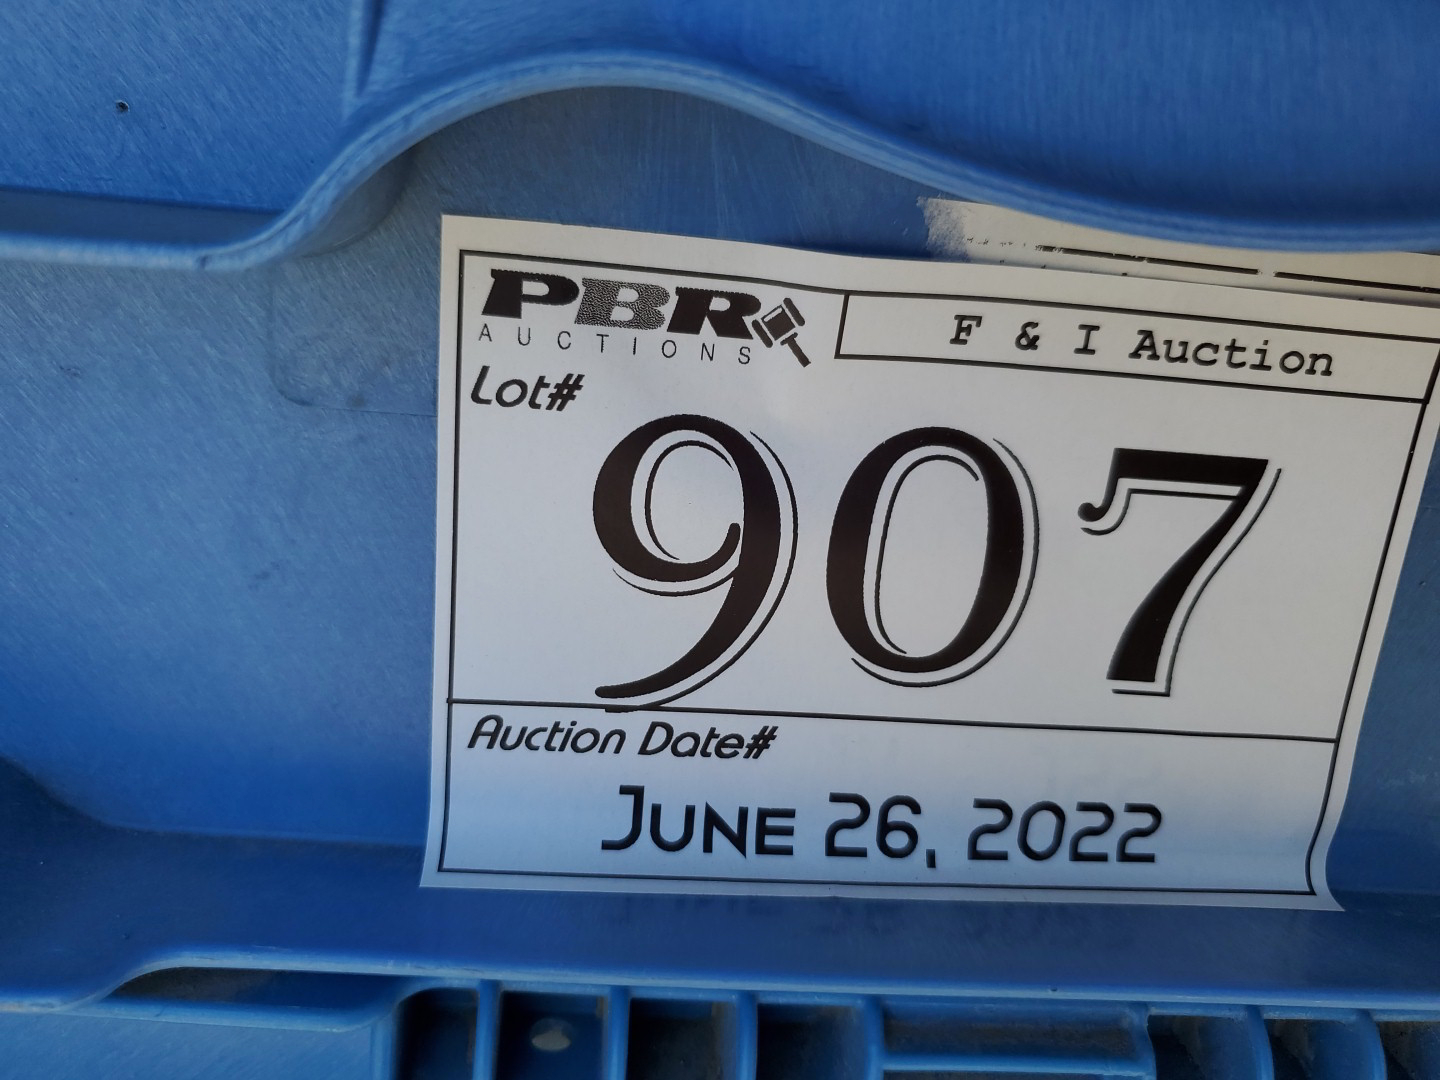 PBR
AUCTIONS
F & I Auction
Lot#
907
Auction Date#
June 26, 2022